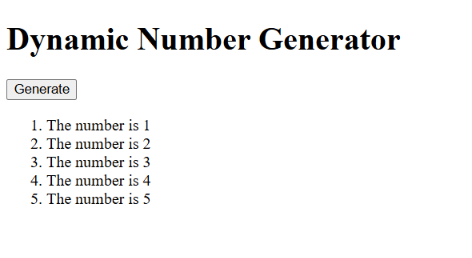 Dynamic Number Generator
Generate
1. The number is 1
2. The number is 2
3. The number is 3
4. The number is 4
5. The number is 5